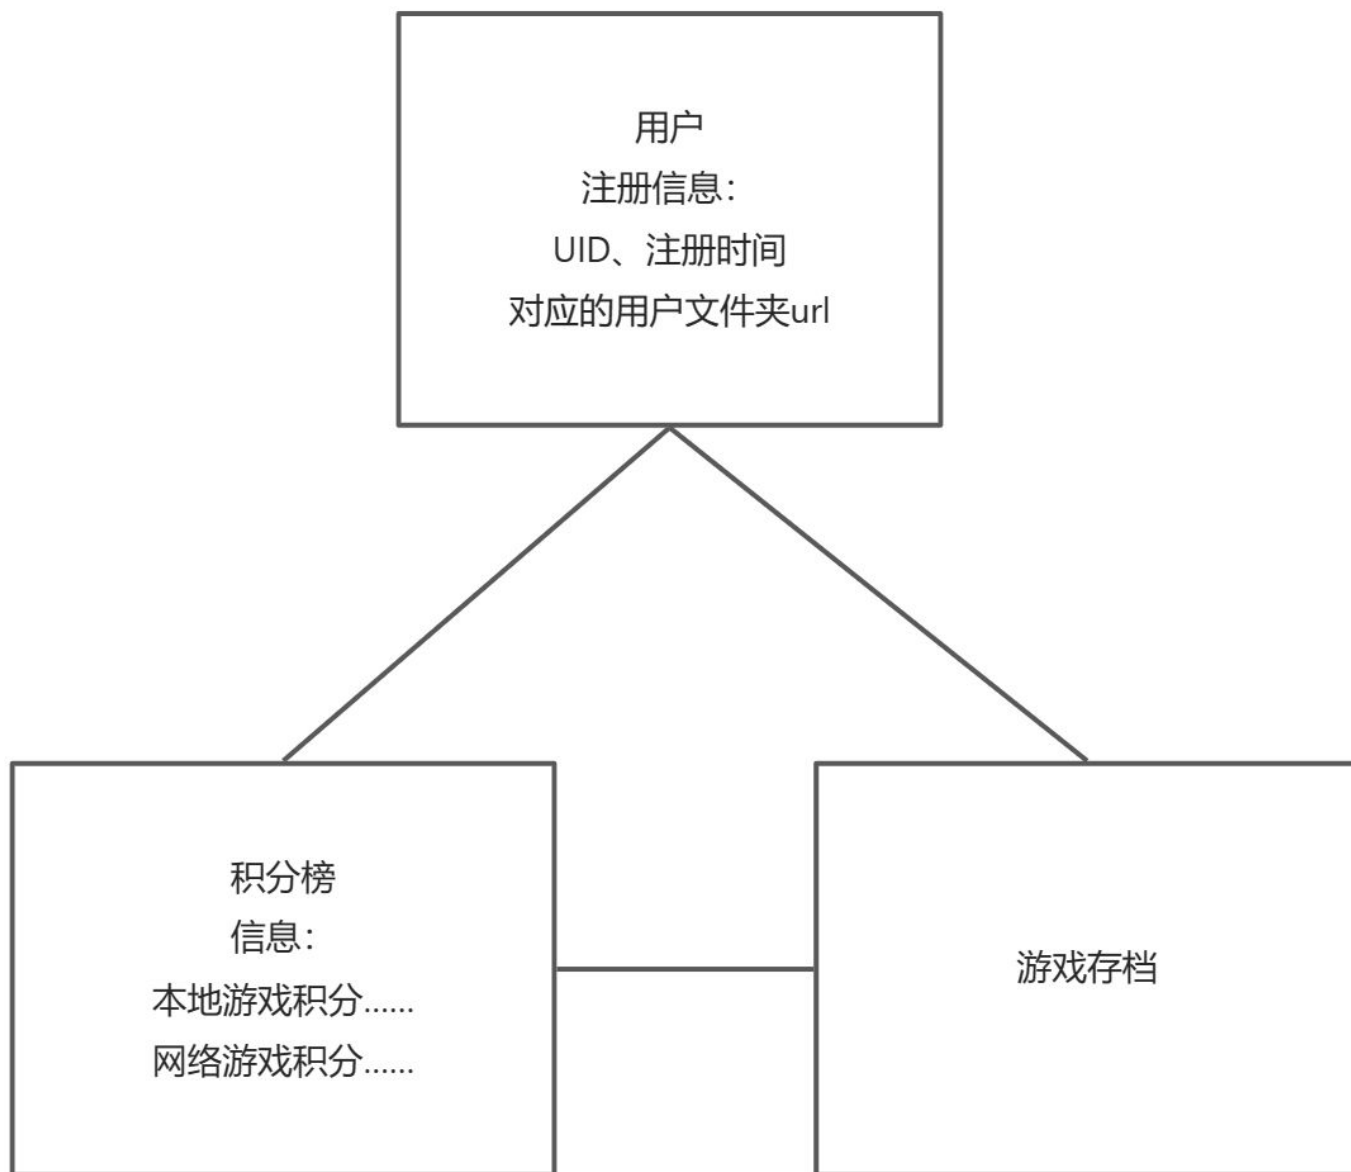 用户
注册信息：
UID、注册时间
对应的用户文件夹url
积分榜
信息：
本地游戏积分......
网络游戏积分......
游戏存档